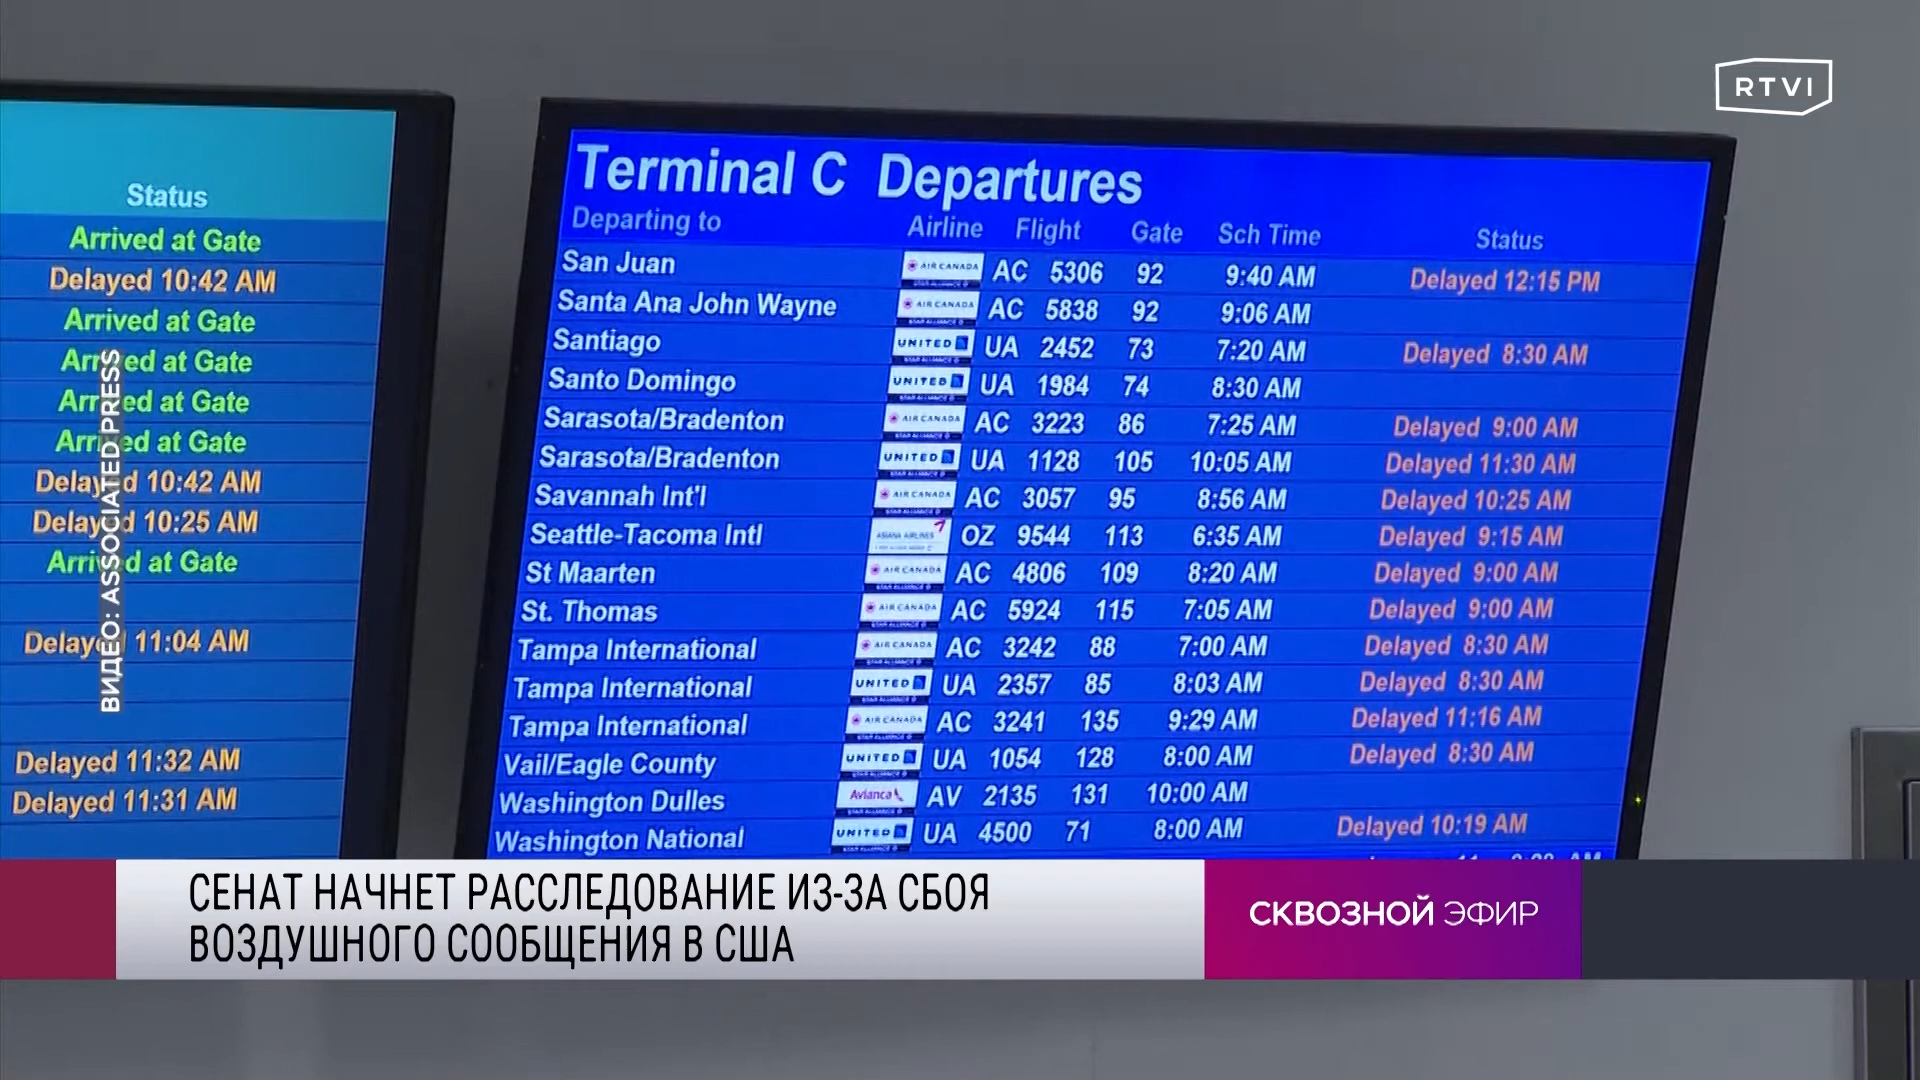 RTVI
Status
Arrived at Gate
Delayed 10:42 AM
Arrived at Gate
Arrived at Gate
Arrived at Gate
Arrived at Gate
Delayed 10:42 AM
Delayed 10:25 AM
Arrived at Gate
Delayed 11:04 AM
Delayed 11:32 AM
Delayed 11:31 AM
ВИДЕО: ASSOCIATED PRESS
Terminal C Departures
Departing to Airline Flight Gate Sch Time Status
San Juan AIR CANADA AC 5306 92 9:40 AM Delayed 12:15 PM
Santa Ana John Wayne AIR CANADA AC 5838 92 9:06 AM
Santiago UNITED UA 2452 73 7:20 AM Delayed 8:30 AM
Santo Domingo UNITED UA 1984 74 8:30 AM
Sarasota/Bradenton AIR CANADA AC 3223 86 7:25 AM Delayed 9:00 AM
Sarasota/Bradenton UNITED UA 1128 105 10:05 AM Delayed 11:30 AM
Savannah Int'l AIR CANADA AC 3057 95 8:56 AM Delayed 10:25 AM
Seattle-Tacoma Intl ASIANA AIRLINES OZ 9544 113 6:35 AM Delayed 9:15 AM
St Maarten AIR CANADA AC 4806 109 8:20 AM Delayed 9:00 AM
St. Thomas AIR CANADA AC 5924 115 7:05 AM Delayed 9:00 AM
Tampa International AIR CANADA AC 3242 88 7:00 AM Delayed 8:30 AM
Tampa International UNITED UA 2357 85 8:03 AM Delayed 8:30 AM
Tampa International AIR CANADA AC 3241 135 9:29 AM Delayed 11:16 AM
Vail/Eagle County UNITED UA 1054 128 8:00 AM Delayed 8:30 AM
Washington Dulles Avianca AV 2135 131 10:00 AM
Washington National UNITED UA 4500 71 8:00 AM Delayed 10:19 AM
СЕНАТ НАЧНЕТ РАССЛЕДОВАНИЕ ИЗ-ЗА СБОЯ
ВОЗДУШНОГО СООБЩЕНИЯ В США
СКВОЗНОЙ ЭФИР